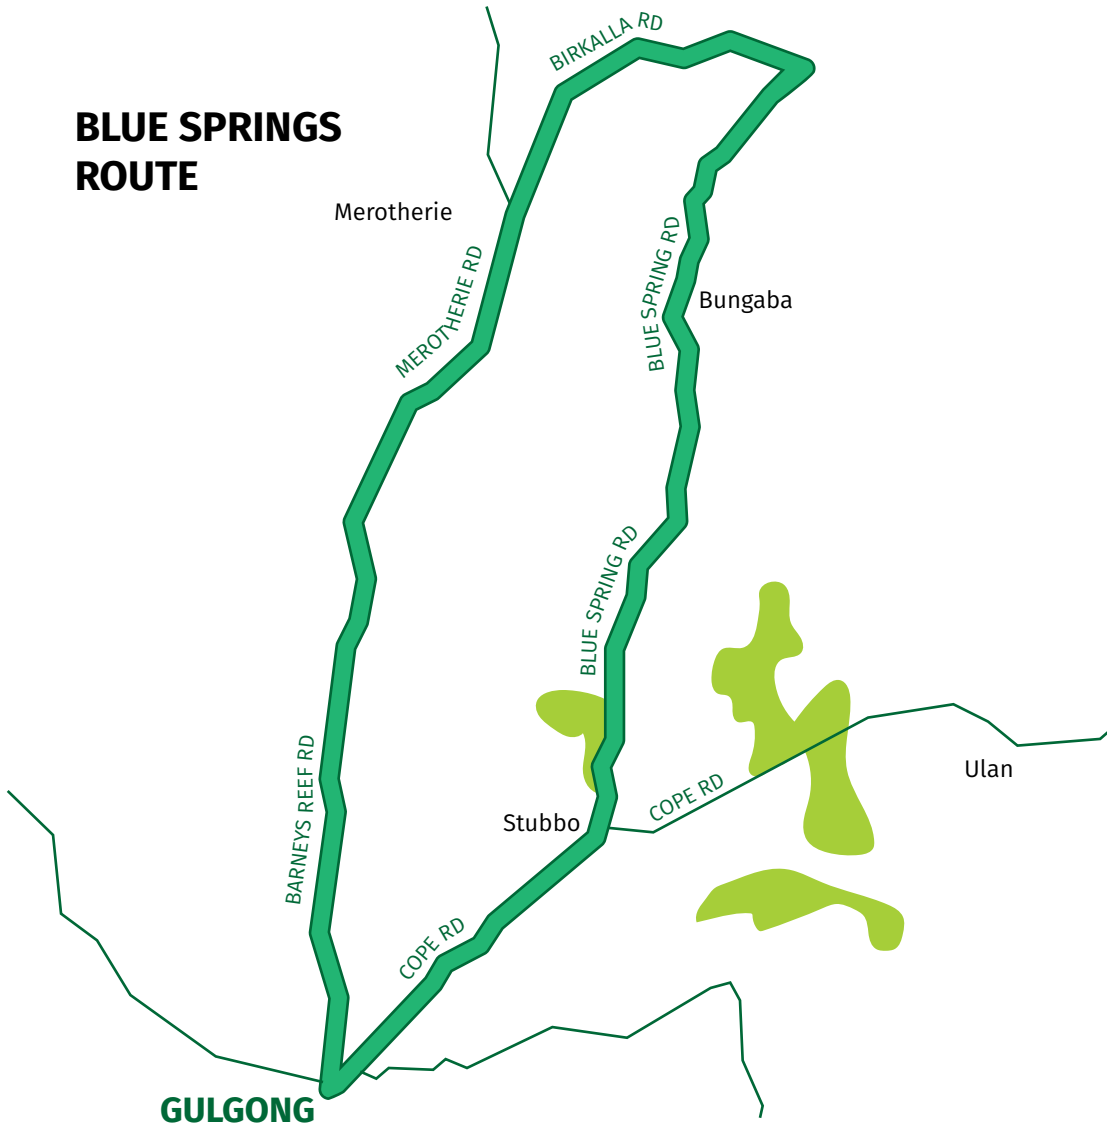 BIRKALLA RD
BLUE SPRINGS
ROUTE
Merotherie
MEROTHERIE RD
BLUE SPRING RD
Bungaba
BLUE SPRING RD
BARNEYS REEF RD
Ulan
COPE RD
Stubbo
COPE RD
GULGONG